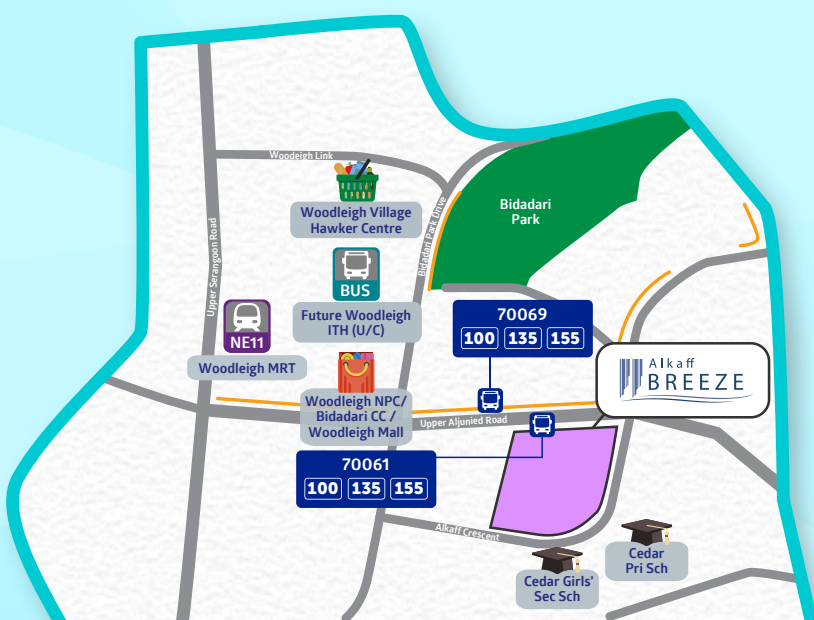 Woodeigh Link
Woodleigh Village
Hawker Centre
Bidadari
Park
Bidadari Park Drive
Upper Serangoon Road
BUS
Future Woodleigh
ITH (U/C)
NE11
Woodleigh MRT
70069
100 135 155
Alkaff
BREEZE
Woodleigh NPC/
Bidadari CC /
Woodleigh Mall
Upper Aljunied Road
70061
100 135 155
Alkaff Crescent
Cedar
Pri Sch
Cedar Girls'
Sec Sch